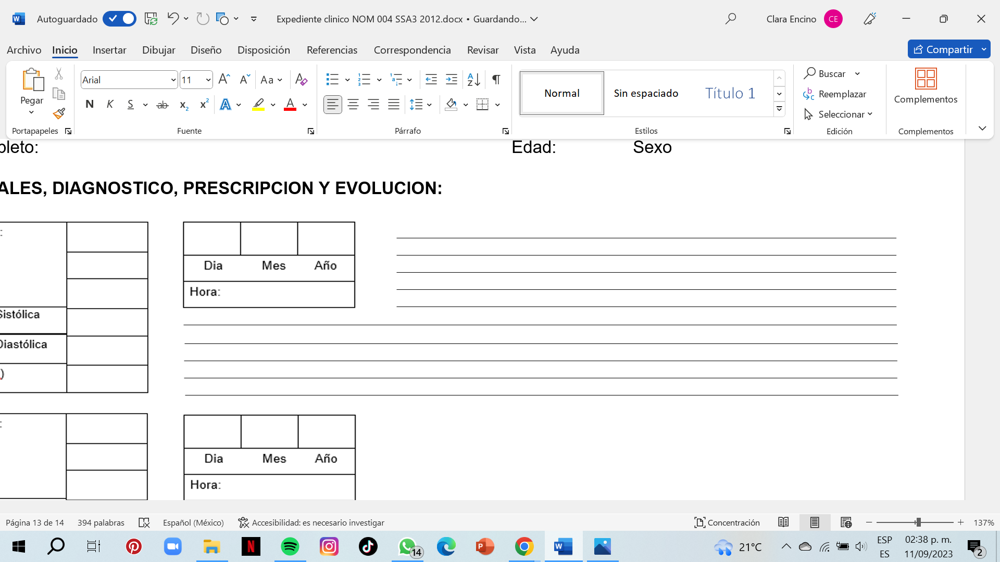 Autoguardado
Expediente clinico NOM 004 SSA3 2012.docx • Guardando...
Clara Encino
CE
Archivo Inicio Insertar Dibujar Diseño Disposición Referencias Correspondencia Revisar Vista Ayuda
Compartir
Pegar
Portapapeles
Arial
11
Aa
N K S ab x2 x2 A A
Fuente
Párrafo
Normal
Sin espaciado
Título 1
Estilos
Buscar
Reemplazar
Seleccionar
Edición
Complementos
Complementos
pleto: Edad: Sexo
ALES, DIAGNOSTICO, PRESCRIPCION Y EVOLUCION:
:
Sistólica
Diastólica
)
Dia Mes Año
Hora:
:
Dia Mes Año
Hora:
Página 13 de 14
394 palabras
Español (México)
Accesibilidad: es necesario investigar
Concentración
137%
14
21°C
ESP
ES
02:38 p. m.
11/09/2023
2